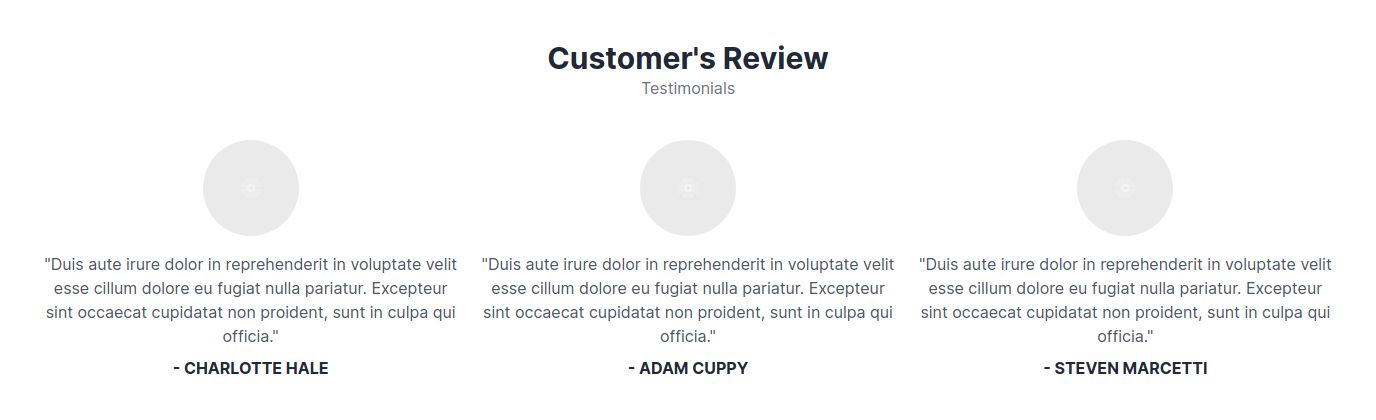 Customer's Review
Testimonials
"Duis aute irure dolor in reprehenderit in voluptate velit
esse cillum dolore eu fugiat nulla pariatur. Excepteur
sint occaecat cupidatat non proident, sunt in culpa qui
officia."
- CHARLOTTE HALE
"Duis aute irure dolor in reprehenderit in voluptate velit
esse cillum dolore eu fugiat nulla pariatur. Excepteur
sint occaecat cupidatat non proident, sunt in culpa qui
officia."
- ADAM CUPPY
"Duis aute irure dolor in reprehenderit in voluptate velit
esse cillum dolore eu fugiat nulla pariatur. Excepteur
sint occaecat cupidatat non proident, sunt in culpa qui
officia."
- STEVEN MARCETTI